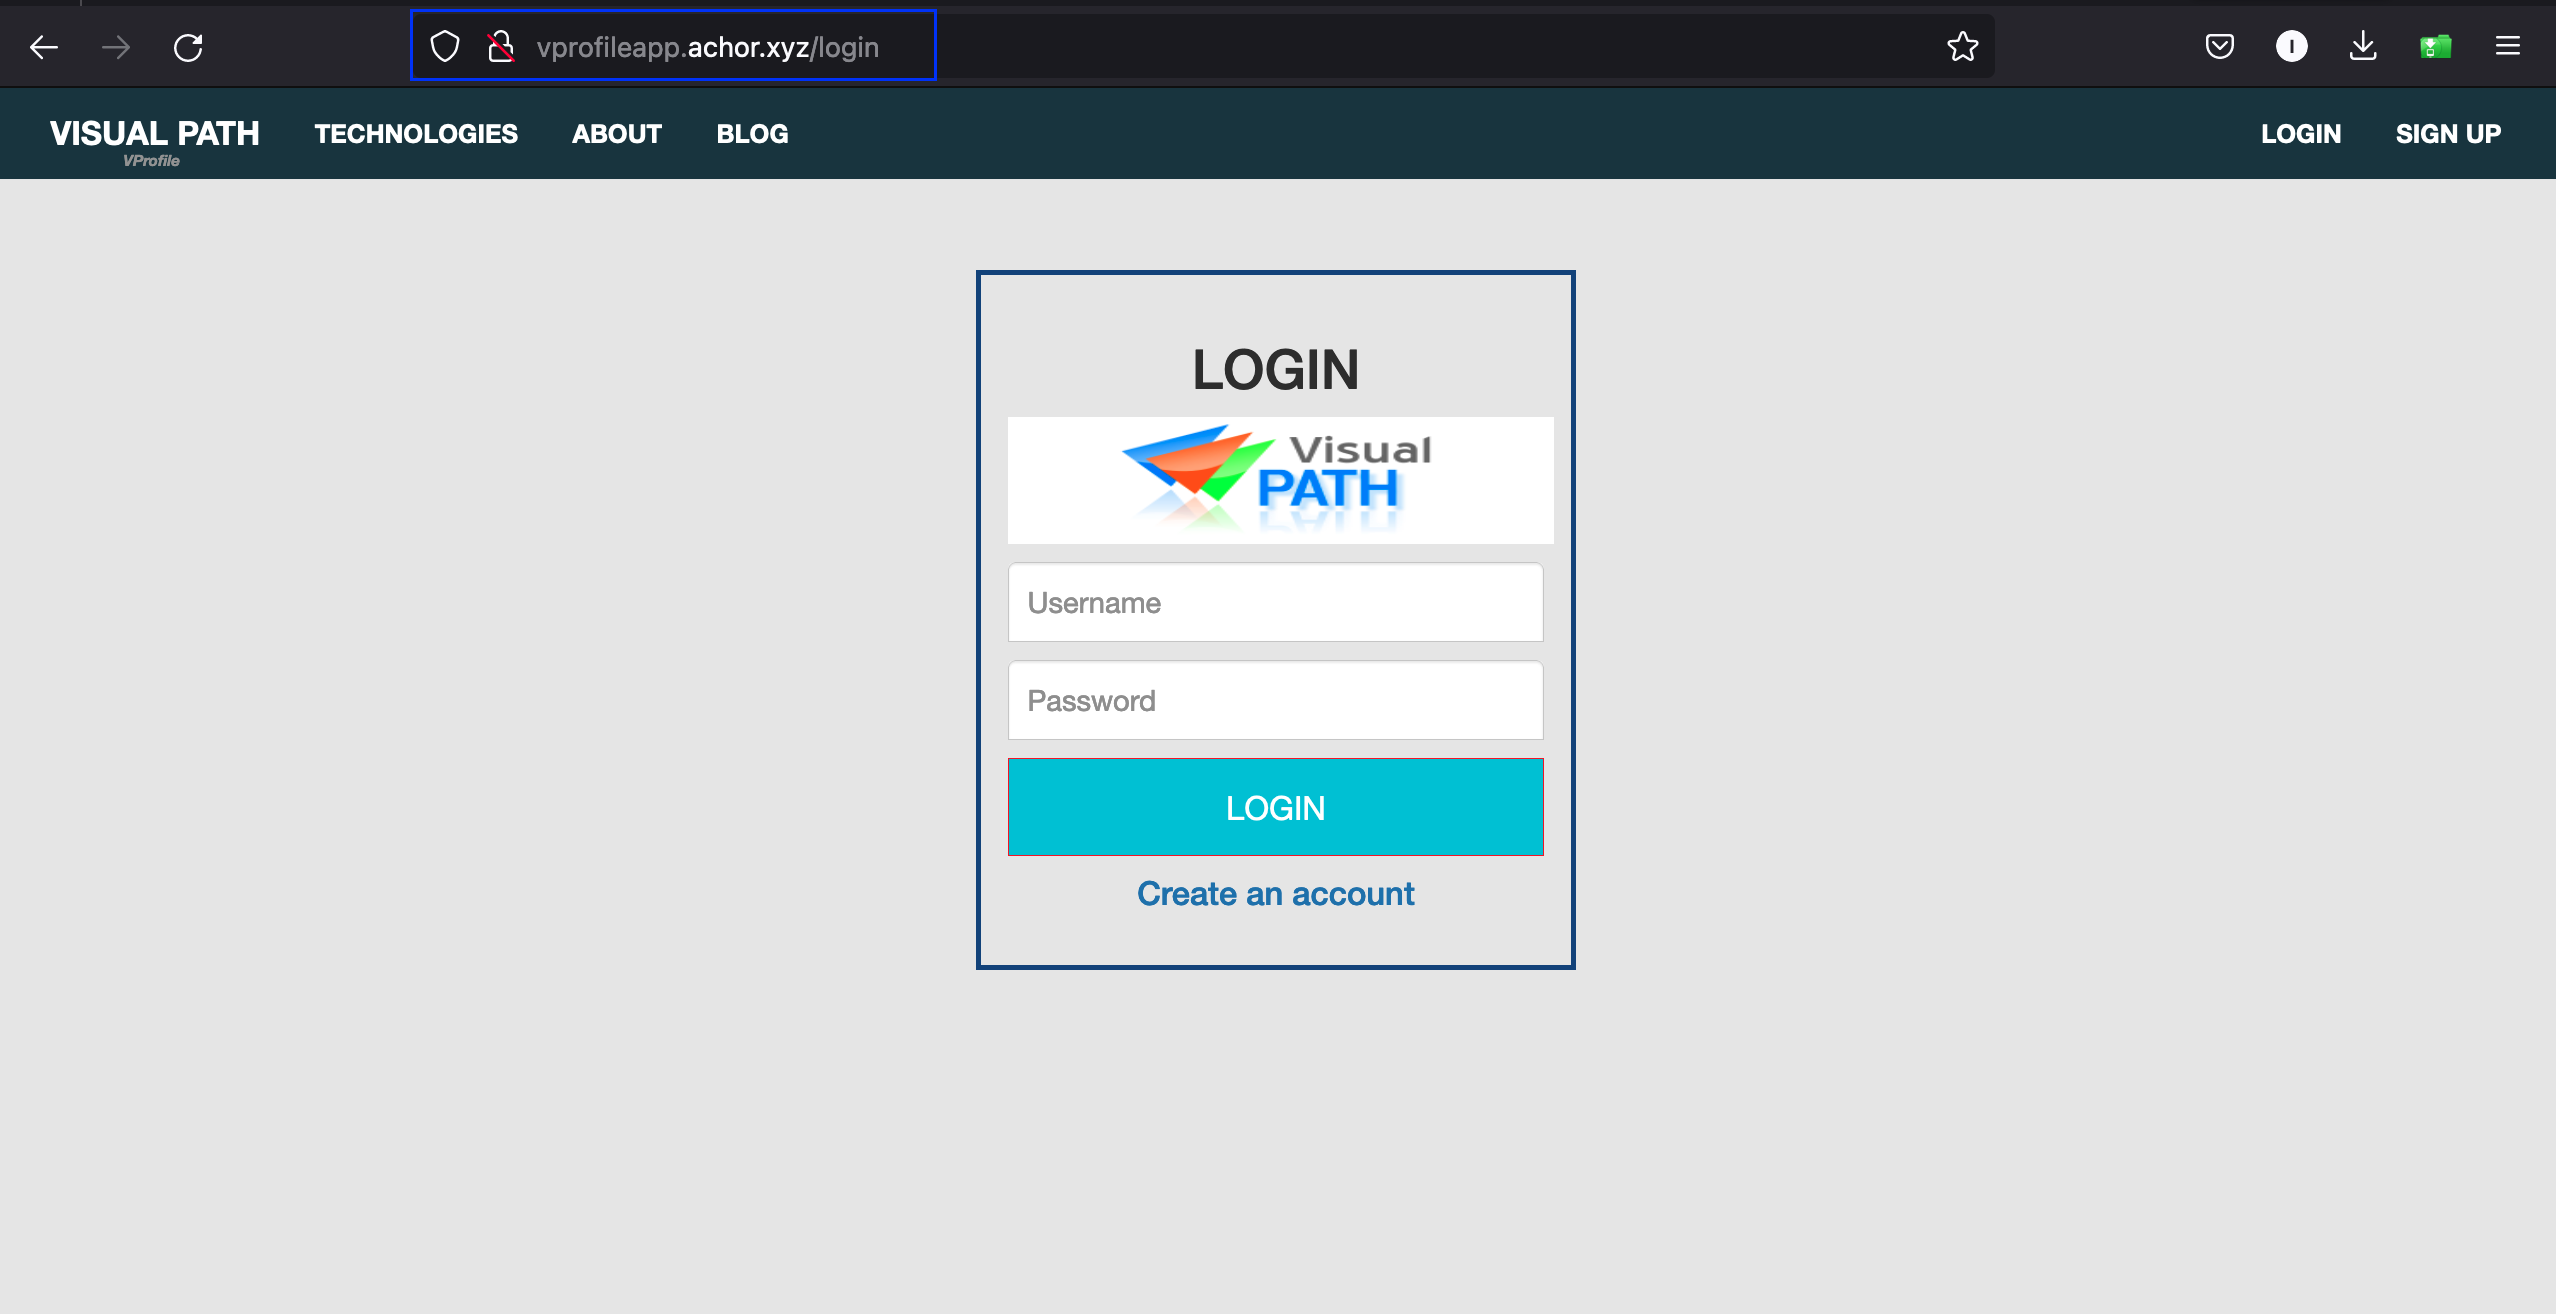 vprofileapp.achor.xyz/login
I
VISUAL PATH TECHNOLOGIES ABOUT BLOG LOGIN SIGN UP
VProfile
LOGIN
Visual
PATH
Username
Password
LOGIN
Create an account